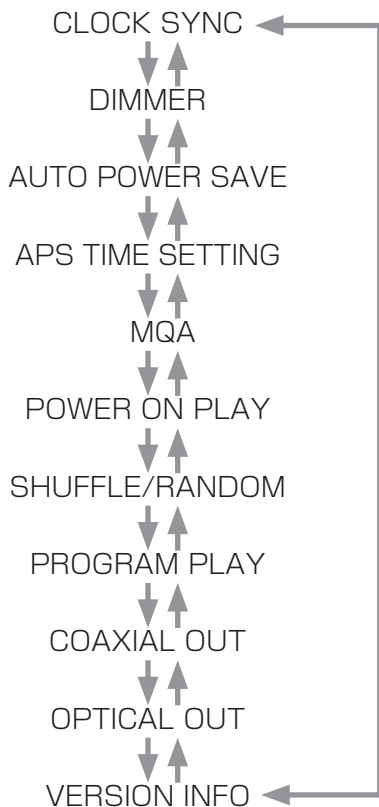 CLOCK SYNC
DIMMER
AUTO POWER SAVE
APS TIME SETTING
MQA
POWER ON PLAY
SHUFFLE/RANDOM
PROGRAM PLAY
COAXIAL OUT
OPTICAL OUT
VERSION INFO